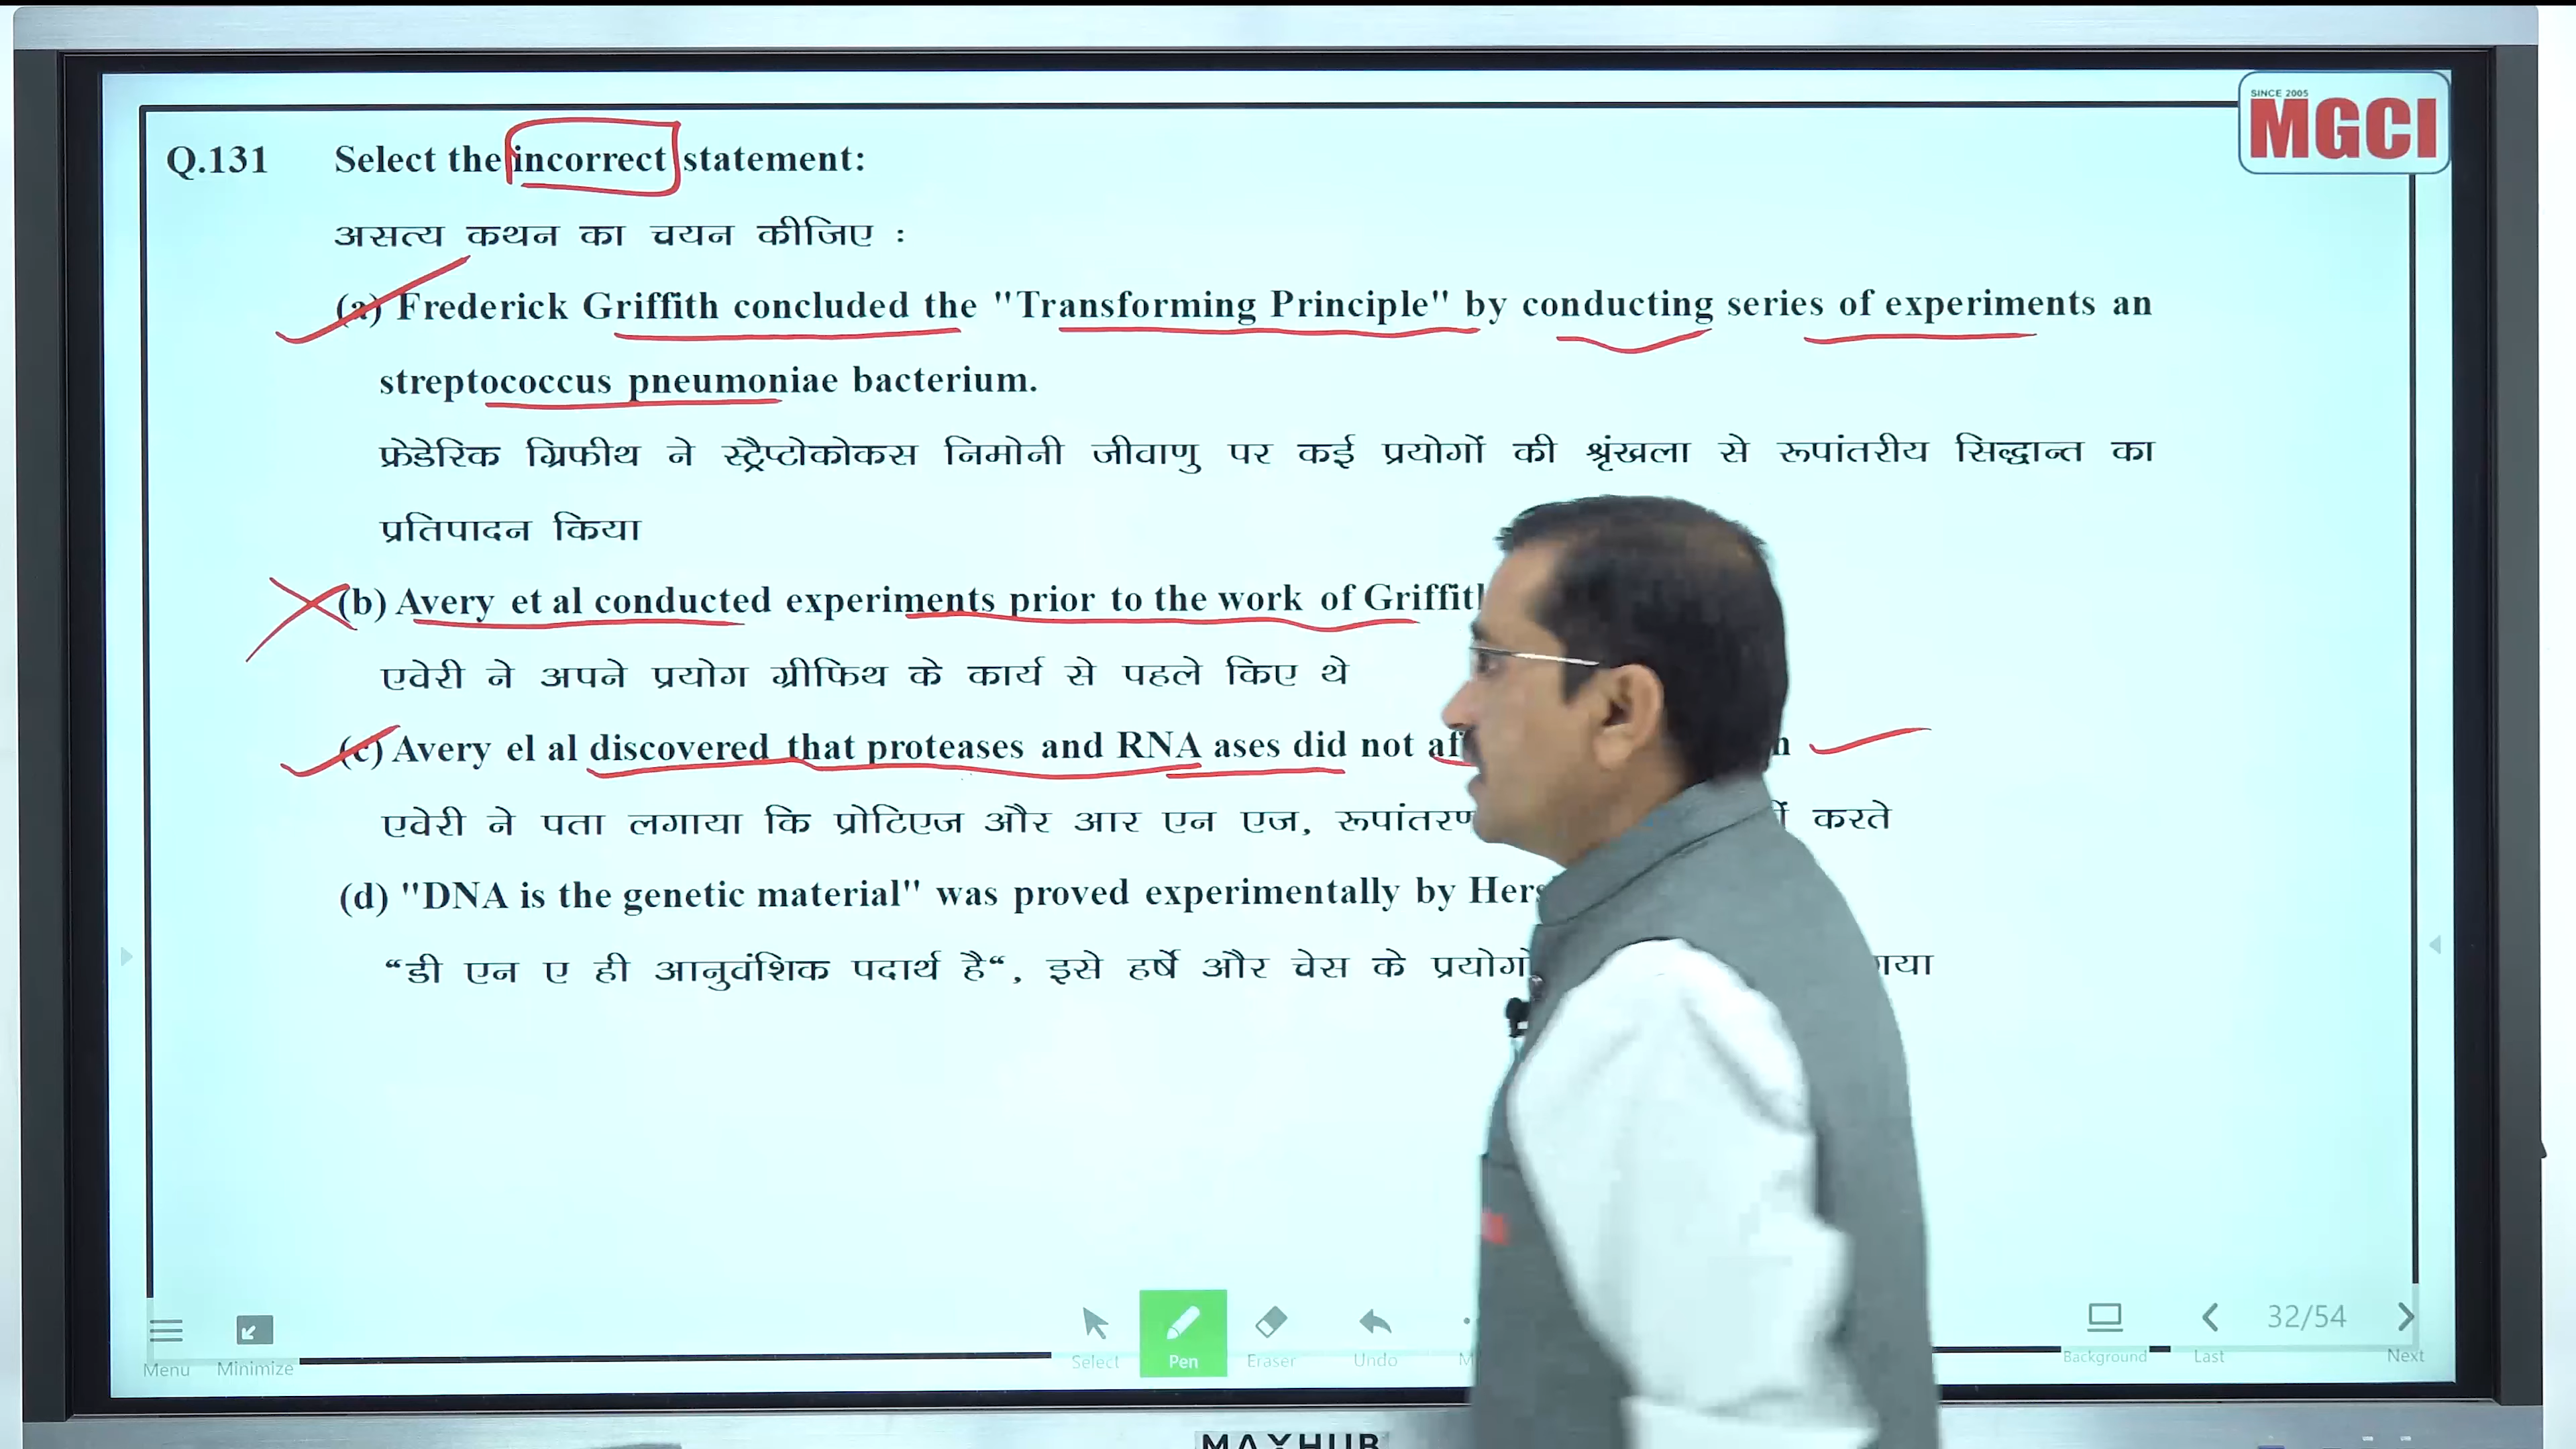 SINCE 2005
MGCI
Q.131 Select the incorrect statement:
असत्य कथन का चयन कीजिए :
(a) Frederick Griffith concluded the "Transforming Principle" by conducting series of experiments an
streptococcus pneumoniae bacterium.
फ्रेडेरिक ग्रिफीथ ने स्ट्रैप्टोकोकस निमोनी जीवाणु पर कई प्रयोगों की श्रृंखला से रूपांतरीय सिद्धान्त का
प्रतिपादन किया
(b) Avery et al conducted experiments prior to the work of
एवेरी ने अपने प्रयोग ग्रीफिथ के कार्य से पहले किए थे
(c) Avery el al discovered that proteases and RNA ases did not
एवेरी ने पता लगाया कि प्रोटिएज और आर एन एज, करते
(d) "DNA is the genetic material" was proved experimentally by
“डी एन ए ही आनुवंशिक पदार्थ है“, इसे हर्षे और चेस के
Menu Minimize Select Pen Eraser Undo Background Last 32/54 Next
MAXHUB